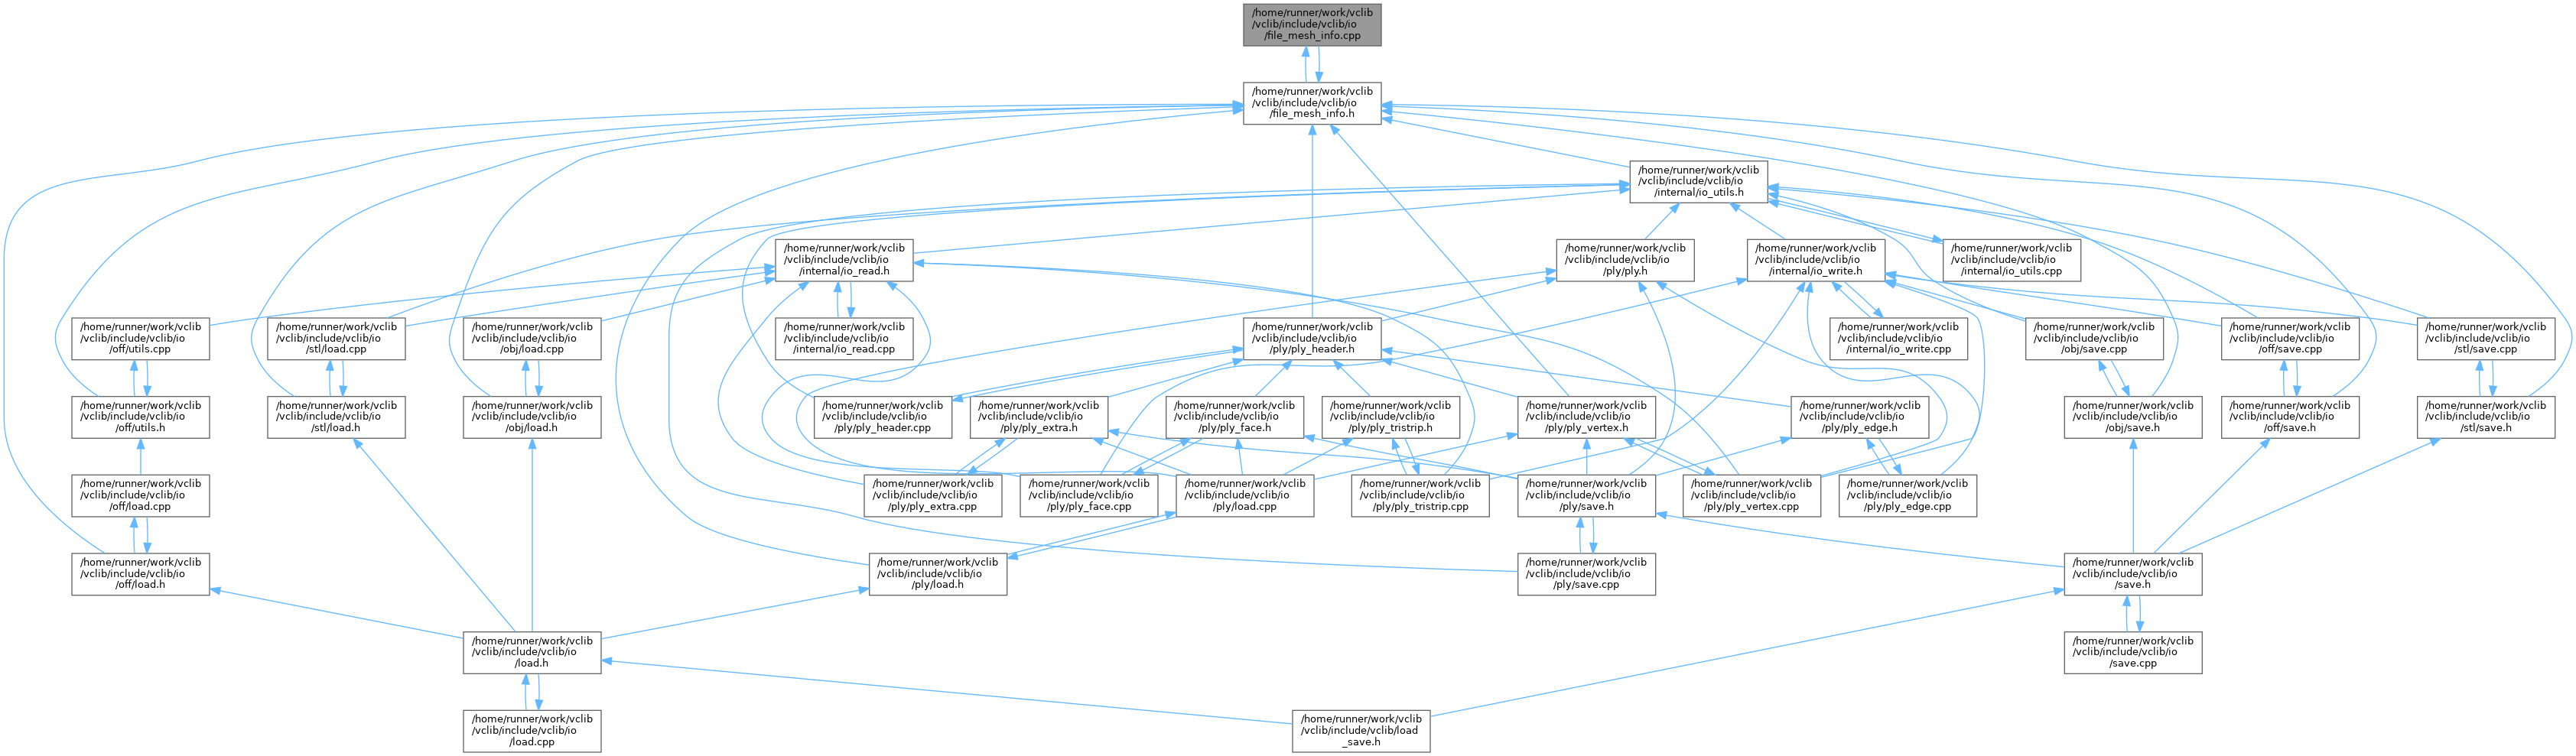 /home/runner/work/vclib
/vclib/include/vclib/io
/file_mesh_info.cpp
/home/runner/work/vclib
/vclib/include/vclib/io
/file_mesh_info.h
/home/runner/work/vclib
/vclib/include/vclib/io
/internal/io_utils.h
/home/runner/work/vclib
/vclib/include/vclib/io
/internal/io_read.h
/home/runner/work/vclib
/vclib/include/vclib/io
/ply/ply.h
/home/runner/work/vclib
/vclib/include/vclib/io
/internal/io_write.h
/home/runner/work/vclib
/vclib/include/vclib/io
/internal/io_utils.cpp
/home/runner/work/vclib
/vclib/include/vclib/io
/off/utils.cpp
/home/runner/work/vclib
/vclib/include/vclib/io
/stl/load.cpp
/home/runner/work/vclib
/vclib/include/vclib/io
/obj/load.cpp
/home/runner/work/vclib
/vclib/include/vclib/io
/internal/io_read.cpp
/home/runner/work/vclib
/vclib/include/vclib/io
/ply/ply_header.h
/home/runner/work/vclib
/vclib/include/vclib/io
/internal/io_write.cpp
/home/runner/work/vclib
/vclib/include/vclib/io
/obj/save.cpp
/home/runner/work/vclib
/vclib/include/vclib/io
/off/save.cpp
/home/runner/work/vclib
/vclib/include/vclib/io
/stl/save.cpp
/home/runner/work/vclib
/vclib/include/vclib/io
/off/utils.h
/home/runner/work/vclib
/vclib/include/vclib/io
/stl/load.h
/home/runner/work/vclib
/vclib/include/vclib/io
/obj/load.h
/home/runner/work/vclib
/vclib/include/vclib/io
/ply/ply_header.cpp
/home/runner/work/vclib
/vclib/include/vclib/io
/ply/ply_extra.h
/home/runner/work/vclib
/vclib/include/vclib/io
/ply/ply_face.h
/home/runner/work/vclib
/vclib/include/vclib/io
/ply/ply_tristrip.h
/home/runner/work/vclib
/vclib/include/vclib/io
/ply/ply_vertex.h
/home/runner/work/vclib
/vclib/include/vclib/io
/ply/ply_edge.h
/home/runner/work/vclib
/vclib/include/vclib/io
/obj/save.h
/home/runner/work/vclib
/vclib/include/vclib/io
/off/save.h
/home/runner/work/vclib
/vclib/include/vclib/io
/stl/save.h
/home/runner/work/vclib
/vclib/include/vclib/io
/off/load.cpp
/home/runner/work/vclib
/vclib/include/vclib/io
/ply/ply_extra.cpp
/home/runner/work/vclib
/vclib/include/vclib/io
/ply/ply_face.cpp
/home/runner/work/vclib
/vclib/include/vclib/io
/ply/load.cpp
/home/runner/work/vclib
/vclib/include/vclib/io
/ply/ply_tristrip.cpp
/home/runner/work/vclib
/vclib/include/vclib/io
/ply/save.h
/home/runner/work/vclib
/vclib/include/vclib/io
/ply/ply_vertex.cpp
/home/runner/work/vclib
/vclib/include/vclib/io
/ply/ply_edge.cpp
/home/runner/work/vclib
/vclib/include/vclib/io
/off/load.h
/home/runner/work/vclib
/vclib/include/vclib/io
/ply/load.h
/home/runner/work/vclib
/vclib/include/vclib/io
/ply/save.cpp
/home/runner/work/vclib
/vclib/include/vclib/io
/save.h
/home/runner/work/vclib
/vclib/include/vclib/io
/load.h
/home/runner/work/vclib
/vclib/include/vclib/io
/save.cpp
/home/runner/work/vclib
/vclib/include/vclib/io
/load.cpp
/home/runner/work/vclib
/vclib/include/vclib/load
_save.h